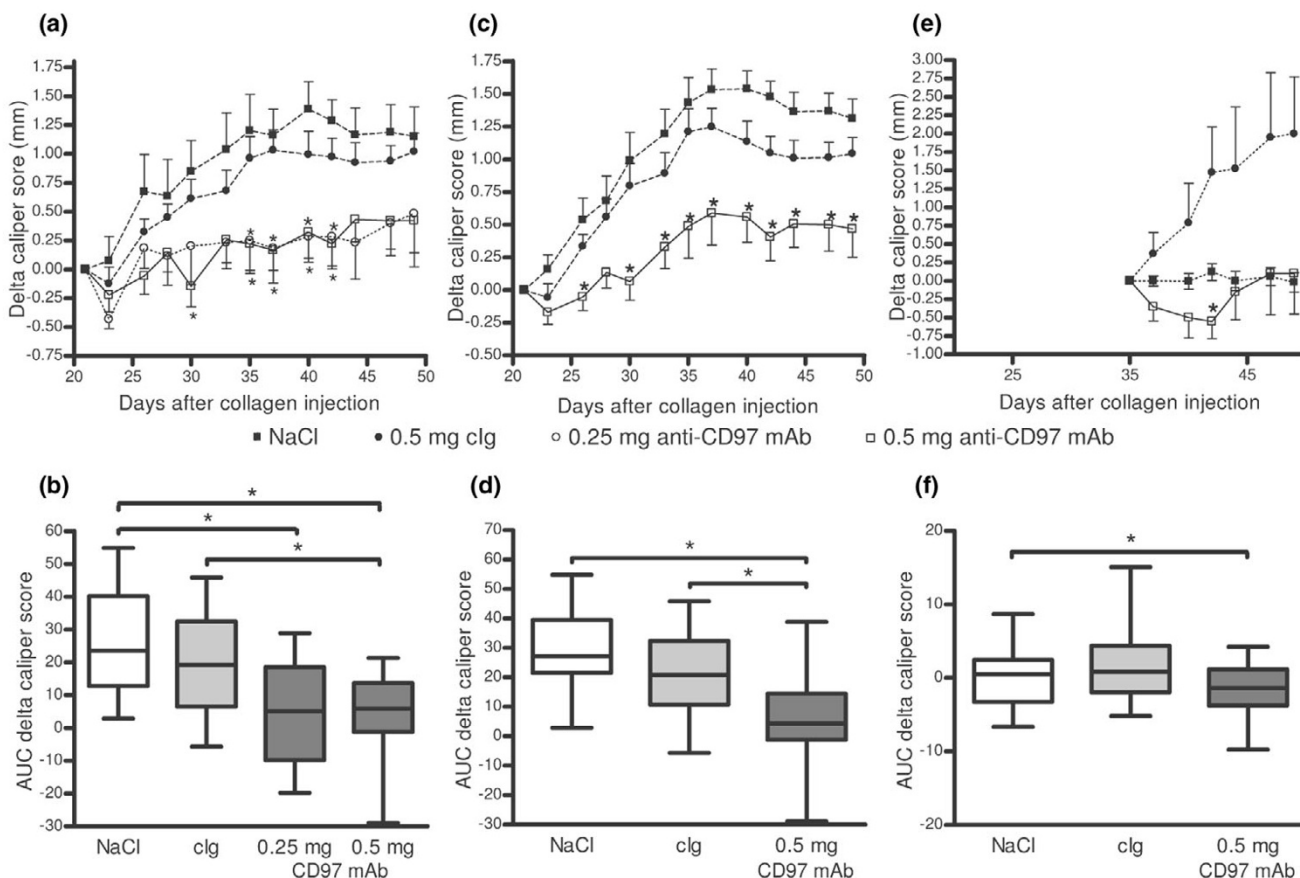 (a)
Delta caliper sore (mm)
1.75
1.50
1.25
1.00
0.75
0.50
0.25
0.00
-0.25
-0.50
-0.75
20 25 30 35 40 45 50
Days after collagen injection
(c)
Delta caliper score (mm)
1.75
1.50
1.25
1.00
0.75
0.50
0.25
0.00
-0.25
-0.50
20 25 30 35 40 45 50
Days after collagen injection
(e)
Delta caliper score (mm)
3.00
2.75
2.50
2.25
2.00
1.75
1.50
1.25
1.00
0.75
0.50
0.25
0.00
-0.25
-0.50
-0.75
-1.00
25 35 45
Days after collagen injection
NaCl 0.5 mg cIg 0.25 mg anti-CD97 mAb 0.5 mg anti-CD97 mAb
(b)
AUC delta caliper score
60
50
40
30
20
10
0
-10
-20
-30
* 
*
*
NaCl cIg 0.25 mg 0.5 mg
CD97 mAb
(d)
AUC delta caliper score
70
60
50
40
30
20
10
0
-10
-20
-30
*
*
NaCl cIg 0.5 mg
CD97 mAb
(f)
AUC delta caliper score
20
10
0
-10
-20
*
NaCl cIg 0.5 mg
CD97 mAb